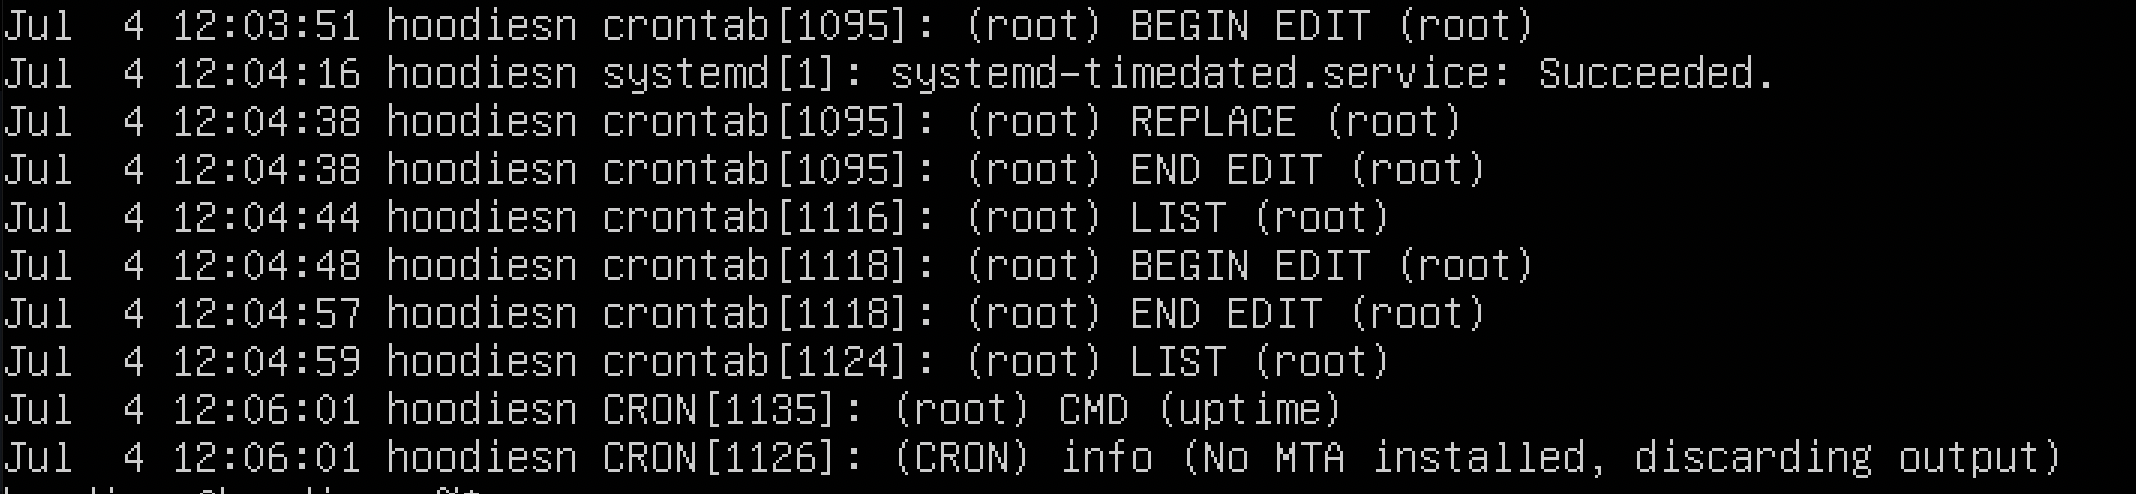 Jul  4 12:03:51 hoodiesn crontab[1095]: (root) BEGIN EDIT (root)
Jul  4 12:04:16 hoodiesn systemd[1]: systemd-timedated.service: Succeeded.
Jul  4 12:04:38 hoodiesn crontab[1095]: (root) REPLACE (root)
Jul  4 12:04:38 hoodiesn crontab[1095]: (root) END EDIT (root)
Jul  4 12:04:44 hoodiesn crontab[1116]: (root) LIST (root)
Jul  4 12:04:48 hoodiesn crontab[1118]: (root) BEGIN EDIT (root)
Jul  4 12:04:57 hoodiesn crontab[1118]: (root) END EDIT (root)
Jul  4 12:04:59 hoodiesn crontab[1124]: (root) LIST (root)
Jul  4 12:06:01 hoodiesn CRON[1135]: (root) CMD (uptime)
Jul  4 12:06:01 hoodiesn CRON[1126]: (CRON) info (No MTA installed, discarding output)